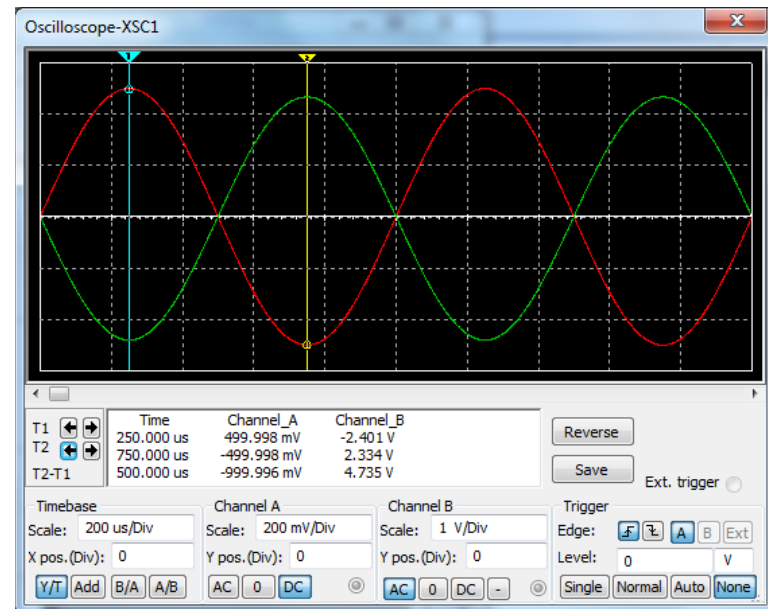 Oscilloscope-XSC1
1
2
T1
T2
T2-T1
Time Channel_A Channel_B
250.000 us 499.998 mV -2.401 V
750.000 us -499.998 mV 2.334 V
500.000 us -999.996 mV 4.735 V
Reverse
Save
Ext. trigger
Timebase
Scale: 200 us/Div
X pos.(Div): 0
Y/T Add B/A A/B
Channel A
Scale: 200 mV/Div
Y pos.(Div): 0
AC 0 DC
Channel B
Scale: 1 V/Div
Y pos.(Div): 0
AC 0 DC -
Trigger
Edge: A B Ext
Level: 0 V
Single Normal Auto None